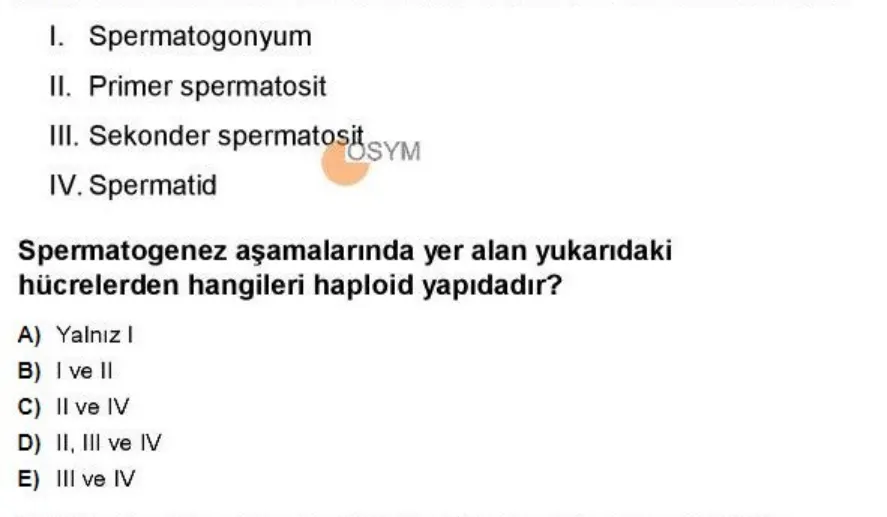 I. Spermatogonyum
II. Primer spermatosit
III. Sekonder spermatosit
ÖSYM
IV. Spermatid
Spermatogenez aşamalarında yer alan yukarıdaki
hücrelerden hangileri haploid yapıdadır?
A) Yalnız I
B) I ve II
C) II ve IV
D) II, III ve IV
E) III ve IV